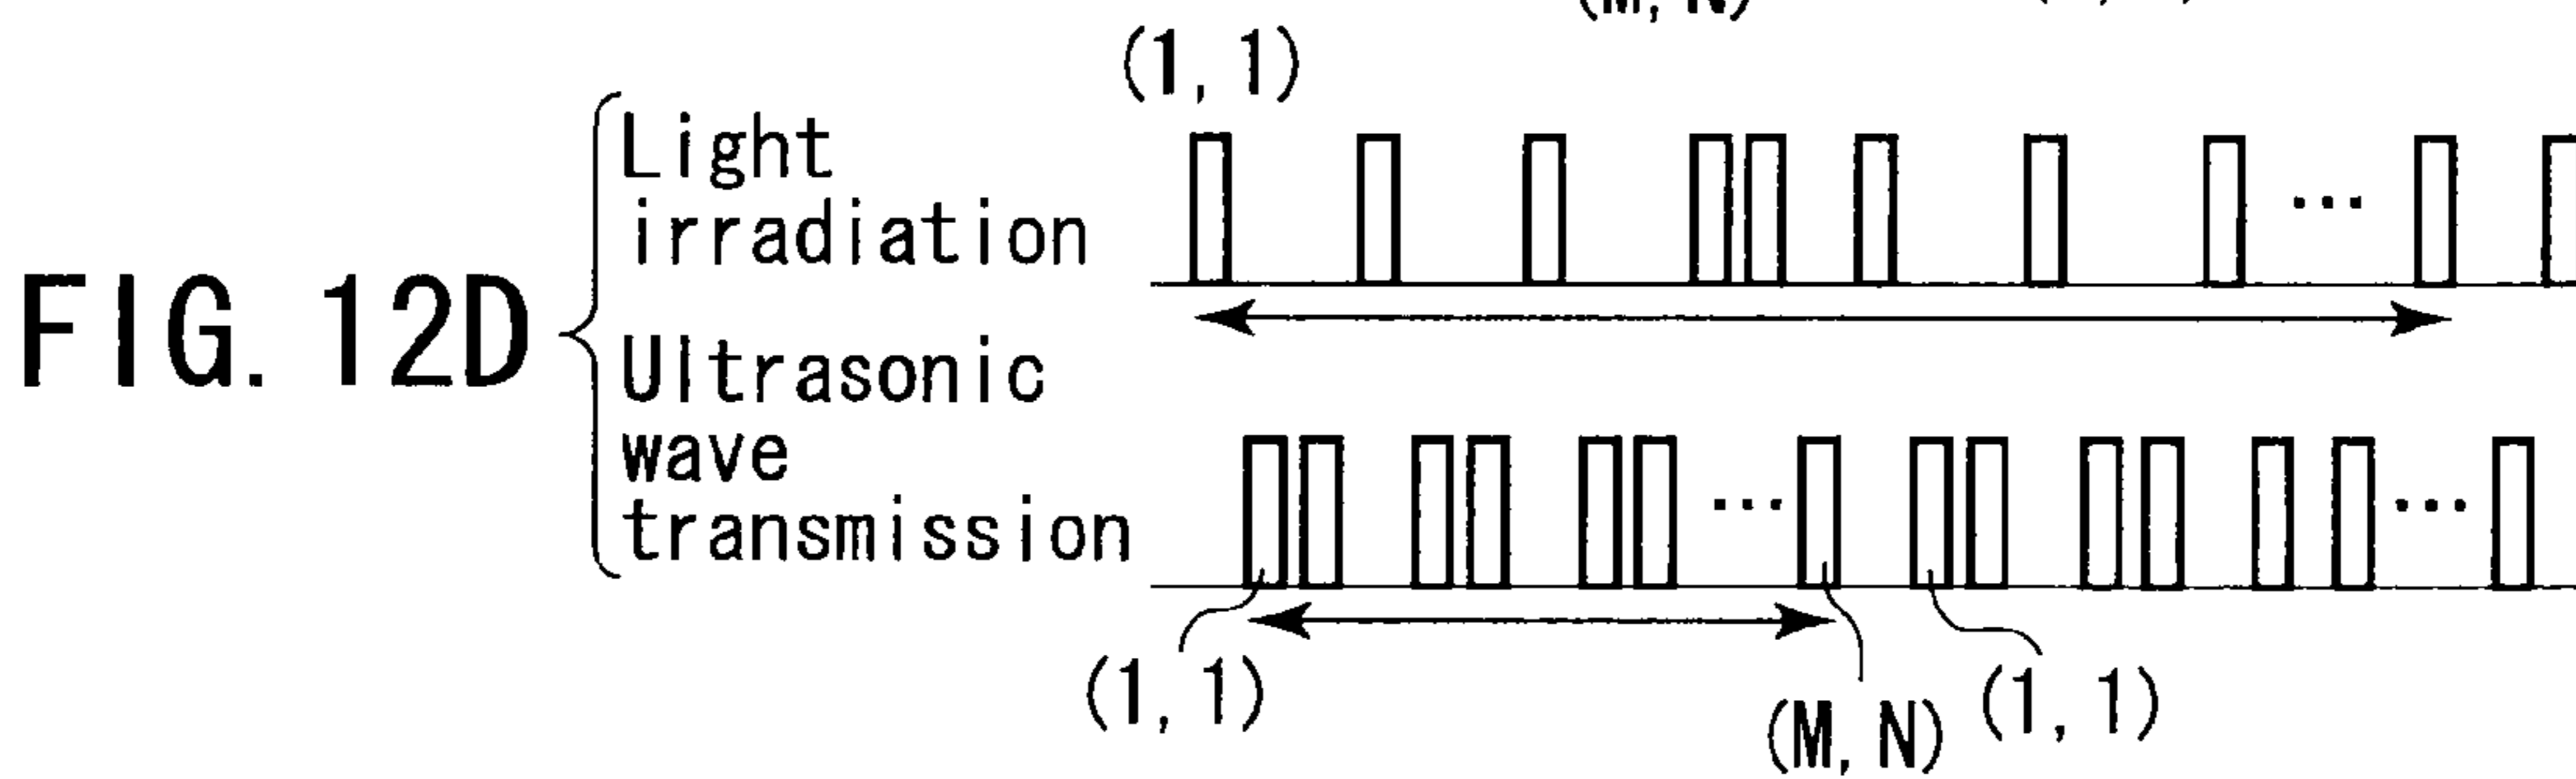 (M, N)
(1, 1)
FIG. 12D
Light
irradiation
...
Ultrasonic
wave
transmission
... ...
(1, 1)
(M, N)
(1, 1)